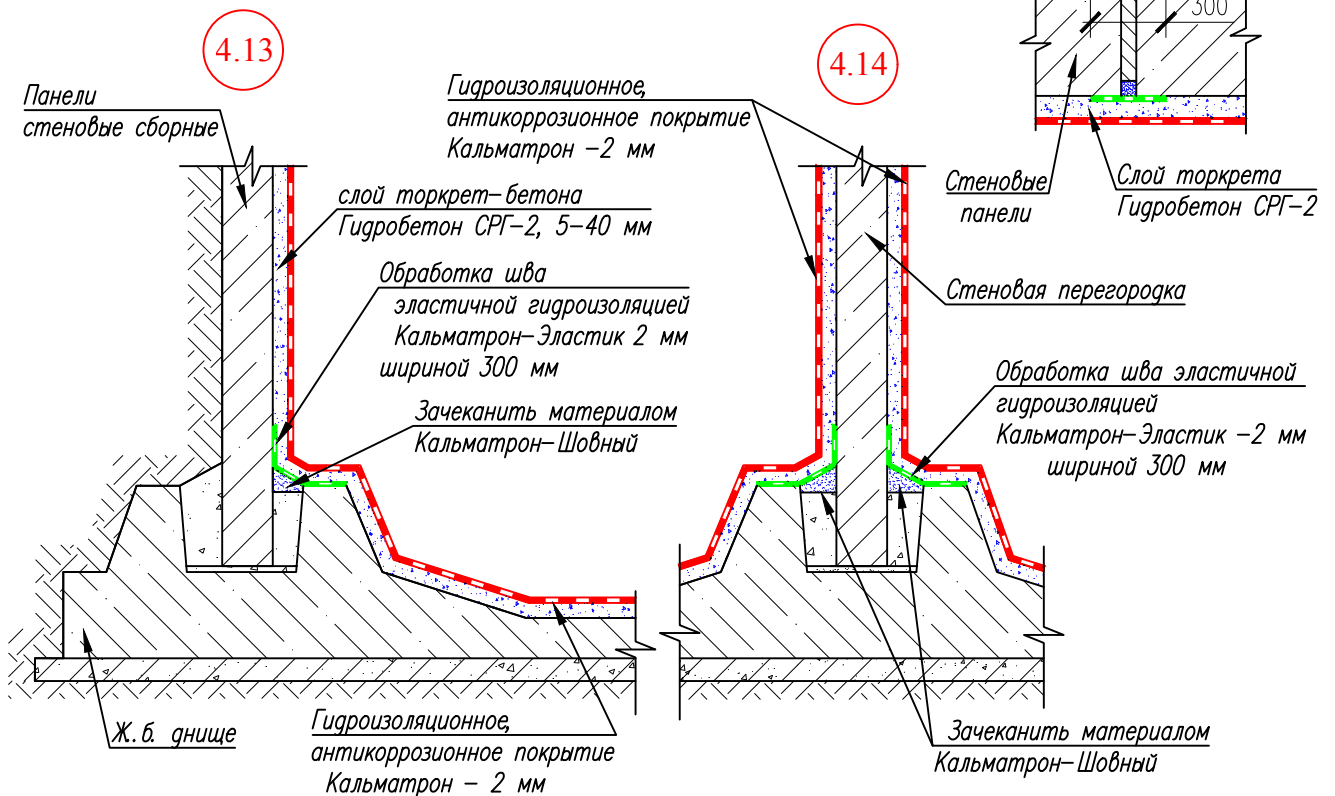 4.13
Панели
стеновые сборные
слой торкрет-бетона
Гидробетон СРГ-2, 5-40 мм
Обработка шва
эластичной гидроизоляцией
Кальматрон-Эластик 2 мм
шириной 300 мм
Зачеканить материалом
Кальматрон-Шовный
Ж.б. днище
Гидроизоляционное,
антикоррозионное покрытие
Кальматрон - 2 мм
4.14
Гидроизоляционное,
антикоррозионное покрытие
Кальматрон -2 мм
Стеновая перегородка
Обработка шва эластичной
гидроизоляцией
Кальматрон-Эластик -2 мм
шириной 300 мм
Зачеканить материалом
Кальматрон-Шовный
300
Стеновые
панели
Слой торкрета
Гидробетон СРГ-2